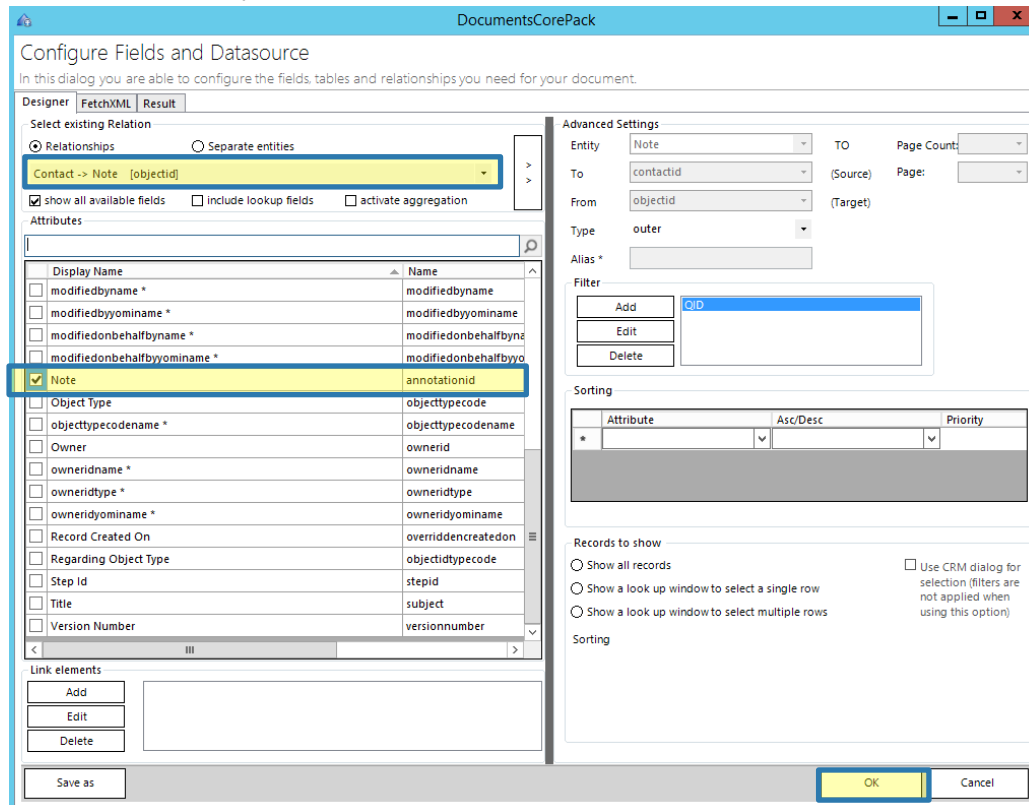 DocumentsCorePack
Configure Fields and Datasource
In this dialog you are able to configure the fields, tables and relationships you need for your document.
Designer FetchXML Result
Select existing Relation
Relationships Separate entities
Contact -> Note [objectid]
>
>
show all available fields include lookup fields activate aggregation
Attributes
Display Name Name
modifiedbyname * modifiedbyname
modifiedbyyominame * modifiedbyyominame
modifiedonbehalfbyname * modifiedonbehalfbyna
modifiedonbehalfbyyominame * modifiedonbehalfbyyo
Note annotationid
Object Type objecttypecode
objecttypecodename * objecttypecodename
Owner ownerid
owneridname * owneridname
owneridtype * owneridtype
owneridyominame * owneridyominame
Record Created On overriddencreatedon
Regarding Object Type objectidtypecode
Step Id stepid
Title subject
Version Number versionnumber
Link elements
Add
Edit
Delete
Advanced Settings
Entity Note TO Page Count:
To contactid (Source) Page:
From objectid (Target)
Type outer
Alias *
Filter
Add QID
Edit
Delete
Sorting
Attribute Asc/Desc Priority
*
Records to show
Show all records
Show a look up window to select a single row
Show a look up window to select multiple rows
Use CRM dialog for
selection (filters are
not applied when
using this option)
Sorting
Save as OK Cancel